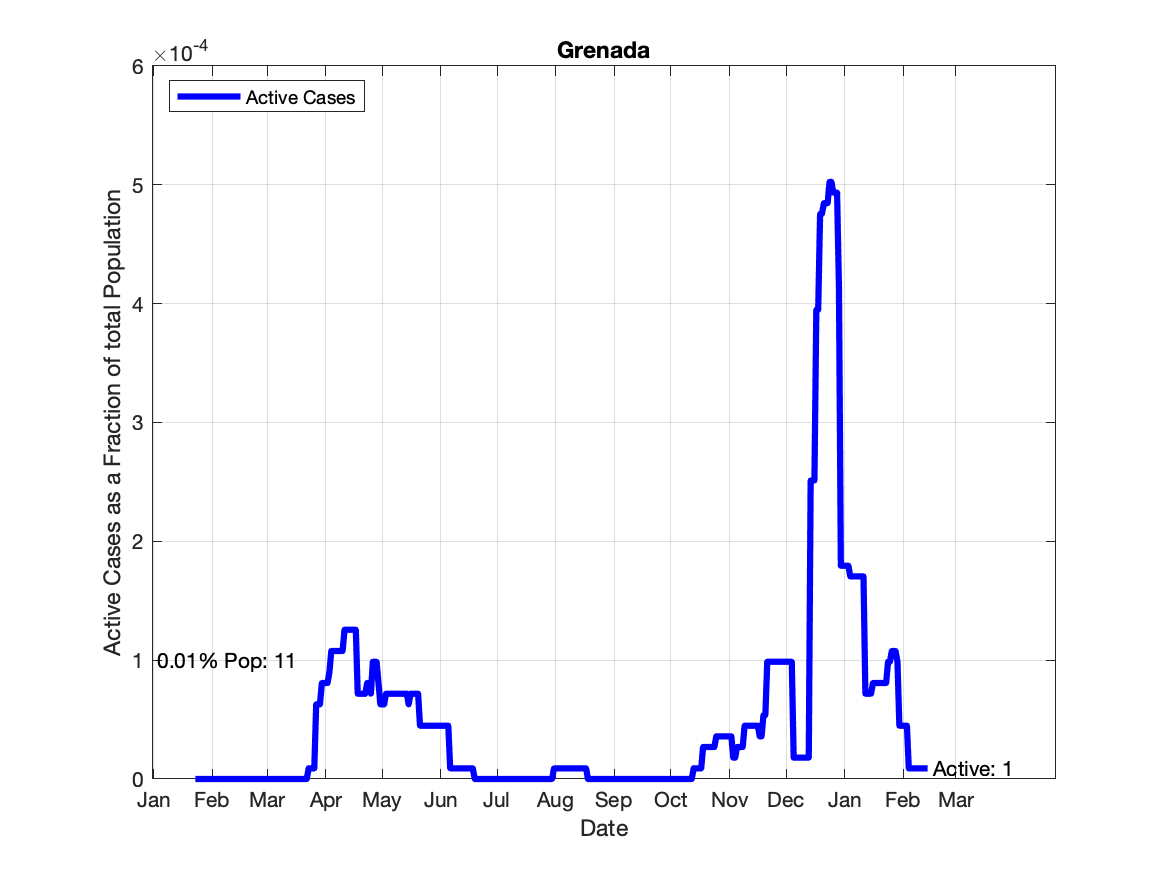 Grenada
×10-4
Active Cases
6
5
4
3
2
1
0
0.01% Pop: 11
Active: 1
Active Cases as a Fraction of total Population
Jan Feb Mar Apr May Jun Jul Aug Sep Oct Nov Dec Jan Feb Mar
Date